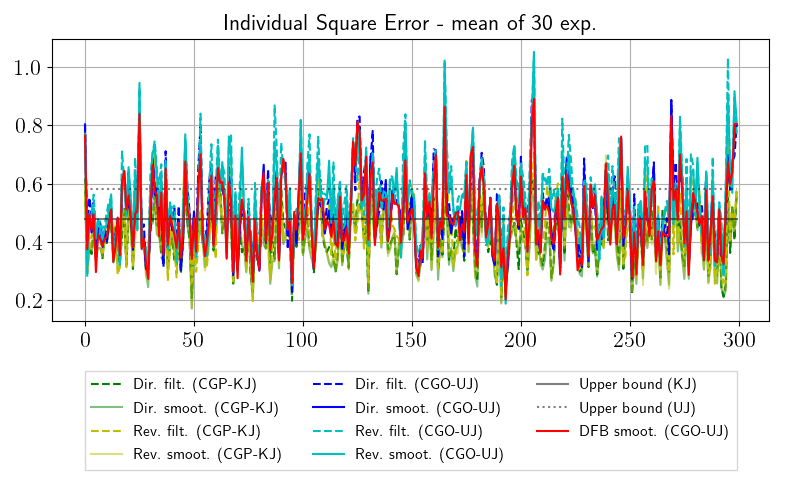 Individual Square Error - mean of 30 exp.
1.0
0.8
0.6
0.4
0.2
0 50 100 150 200 250 300
Dir. filt. (CGP-KJ) Dir. filt. (CGO-UJ) Upper bound (KJ)
Dir. smoot. (CGP-KJ) Dir. smoot. (CGO-UJ) Upper bound (UJ)
Rev. filt. (CGP-KJ) Rev. filt. (CGO-UJ) DFB smoot. (CGO-UJ)
Rev. smoot. (CGP-KJ) Rev. smoot. (CGO-UJ)